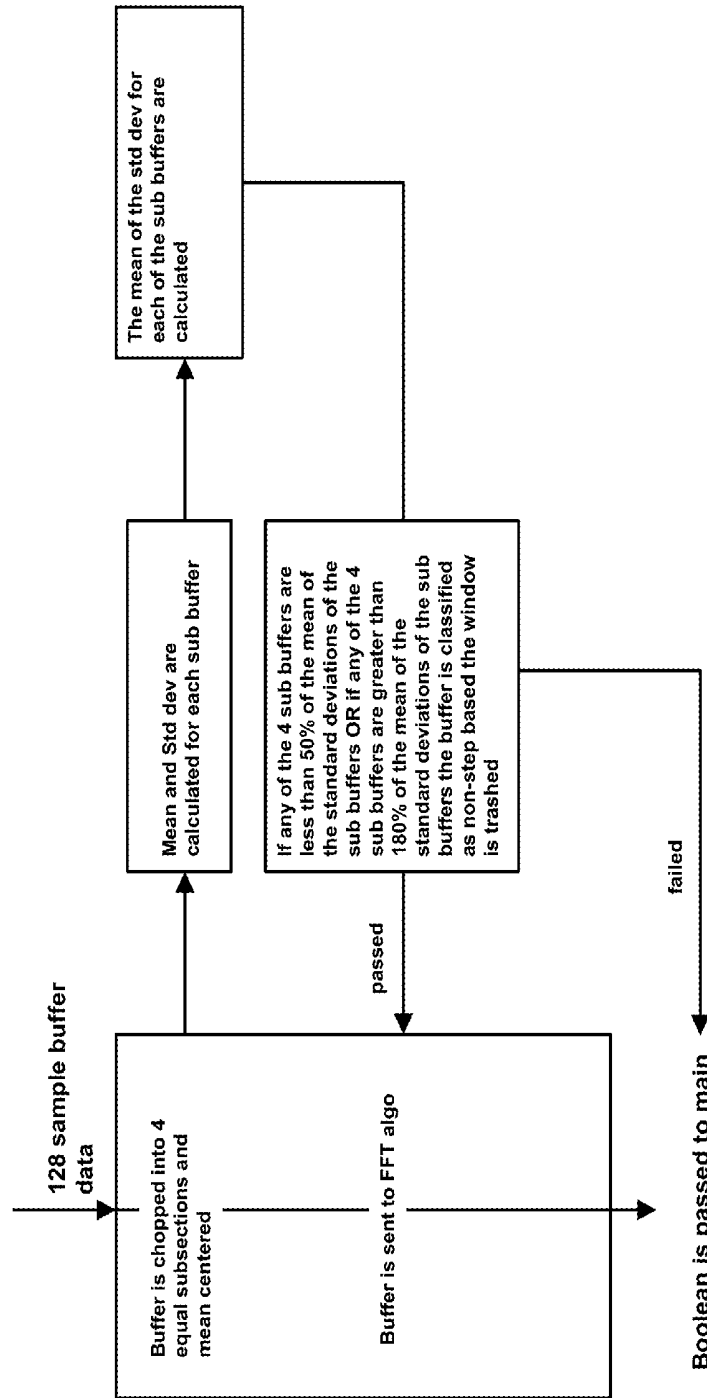 128 sample buffer
data
Buffer is chopped into 4
equal subsections and
mean centered
Mean and Std dev are
calculated for each sub buffer
The mean of the std dev for
each of the sub buffers are
calculated
If any of the 4 sub buffers are
less than 50% of the mean of
the standard deviations of the
sub buffers OR if any of the 4
sub buffers are greater than
180% of the mean of the
standard deviations of the sub
buffers the buffer is classified
as non-step based the window
is trashed
passed
Buffer is sent to FFT algo
failed
Boolean is passed to main